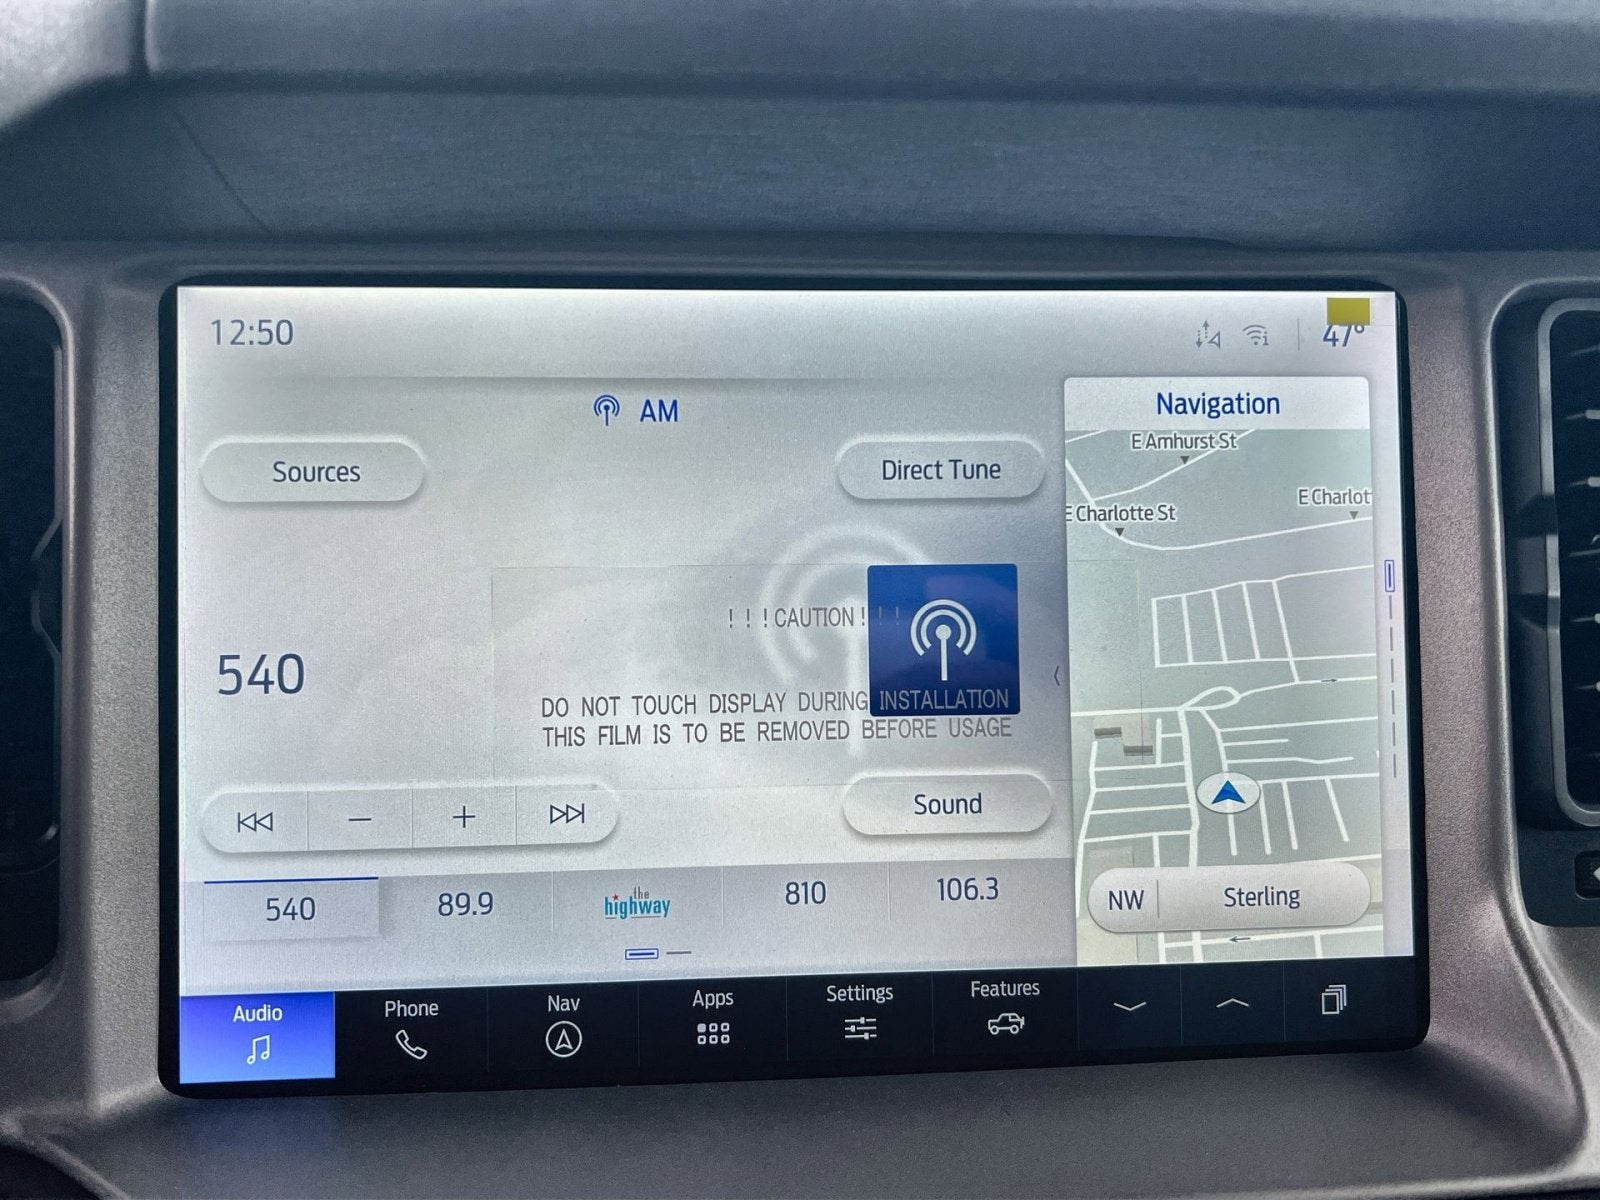 12:50
47°
AM
Navigation
Sources
Direct Tune
E Amhurst St
E Charlotte St
E Charlot
! ! ! CAUTION ! ! !
540
DO NOT TOUCH DISPLAY DURING INSTALLATION
THIS FILM IS TO BE REMOVED BEFORE USAGE
Sound
540
89.9
the
highway
810
106.3
NW
Sterling
Audio
Phone
Nav
Apps
Settings
Features